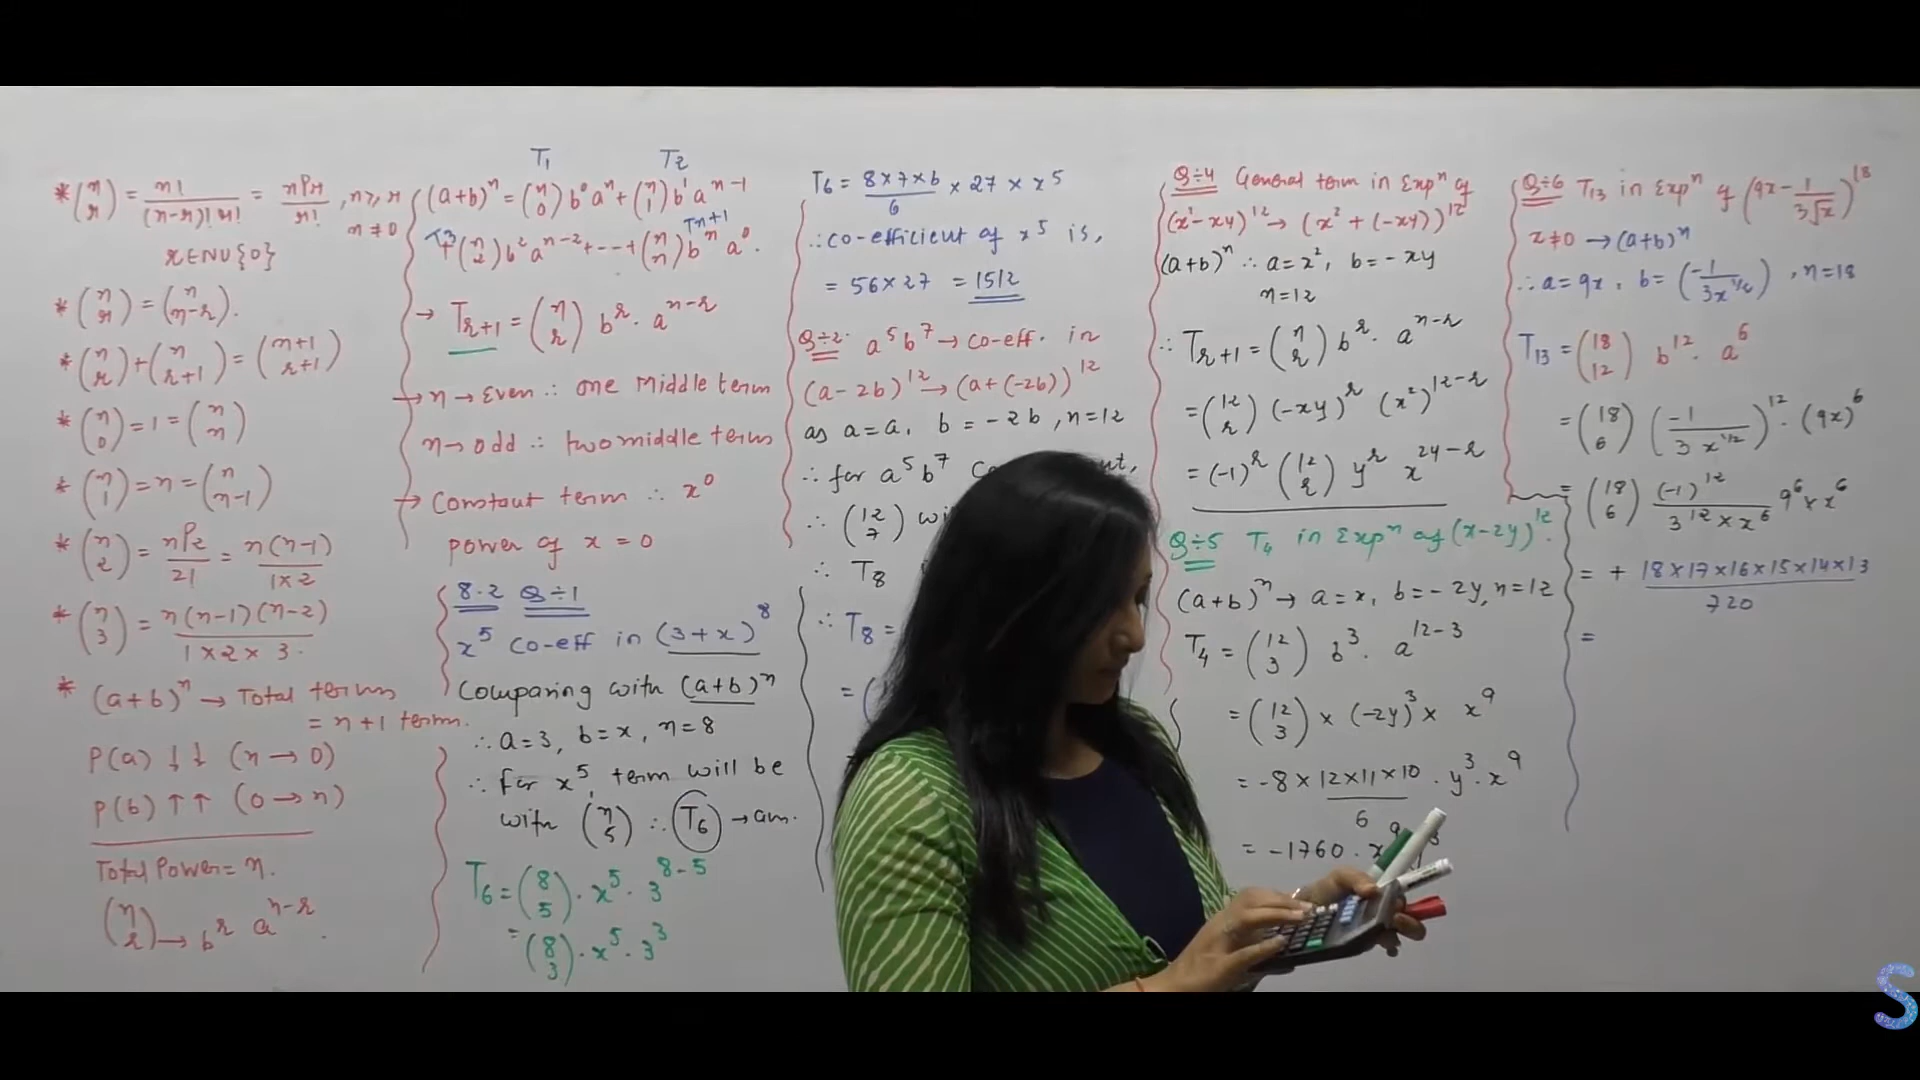 * (n r) = n! / (n-r)! r! = nPr / r! , n ≥ r
n ≠ 0
r ∈ N ∪ {0}
* (n r) = (n n-r).
* (n r) + (n r+1) = (n+1 r+1)
* (n 0) = 1 = (n n)
* (n 1) = n = (n n-1)
* (n 2) = nP2 / 2! = n(n-1) / 1×2
* (n 3) = n(n-1)(n-2) / 1×2×3.
* (a+b)^n → Total terms
= n+1 term.
P(a) ↓↓ (n → 0)
P(b) ↑↑ (0 → n)
Total Power = n.
(n r) → b^r a^n-r
T1 T2
(a+b)^n = (n 0) b^0 a^n + (n 1) b^1 a^n-1
T3 Tn+1
+ (n 2) b^2 a^n-2 + --- + (n n) b^n a^0.
→ Tr+1 = (n r) b^r . a^n-r
→ n → Even ∴ one Middle term
n → odd ∴ two middle term
→ Constant term ∴ x^0
power of x = 0
8.2 Q÷1
x^5 co-eff in (3+x)^8
Comparing with (a+b)^n
∴ a=3, b=x, n=8
∴ for x^5, term will be
with (n 5) ∴ T6 → am.
T6 = (8 5) . x^5 . 3^8-5
= (8 3) . x^5 . 3^3
T6 = 8×7×6 / 6 × 27 × x^5
∴ co-efficient of x^5 is,
= 56×27 = 1512
Q÷2: a^5 b^7 → co-eff. in
(a-2b)^12 → (a+(-2b))^12
as a=a, b=-2b, n=12
∴ for a^5 b^7
∴ (12 7)
∴ T8
∴ T8 =
= (
Q÷4 General term in Exp^n of
(x^2-xy)^12 → (x^2+(-xy))^12
(a+b)^n ∴ a=x^2, b=-xy
n=12
∴ Tr+1 = (n r) b^r . a^n-r
= (12 r) (-xy)^r (x^2)^12-r
= (-1)^r (12 r) y^r x^24-r
Q÷5 T4 in Exp^n of (x-2y)^12.
(a+b)^n → a=x, b=-2y, n=12
T4 = (12 3) b^3 . a^12-3
= (12 3) × (-2y)^3 × x^9
= -8 × 12×11×10 / 6 . y^3 . x^9
= -1760 . x^9
Q÷6 T13 in Exp^n of (9x - 1/3√x)^18
x≠0 → (a+b)^n
∴ a=9x, b=(-1/3x^1/2), n=18
T13 = (18 12) b^12 . a^6
= (18 6) (-1 / 3 x^1/2)^12 . (9x)^6
= (18 6) (-1)^12 / 3^12 × x^6 9^6 × x^6
= + 18×17×16×15×14×13 / 720
=
S